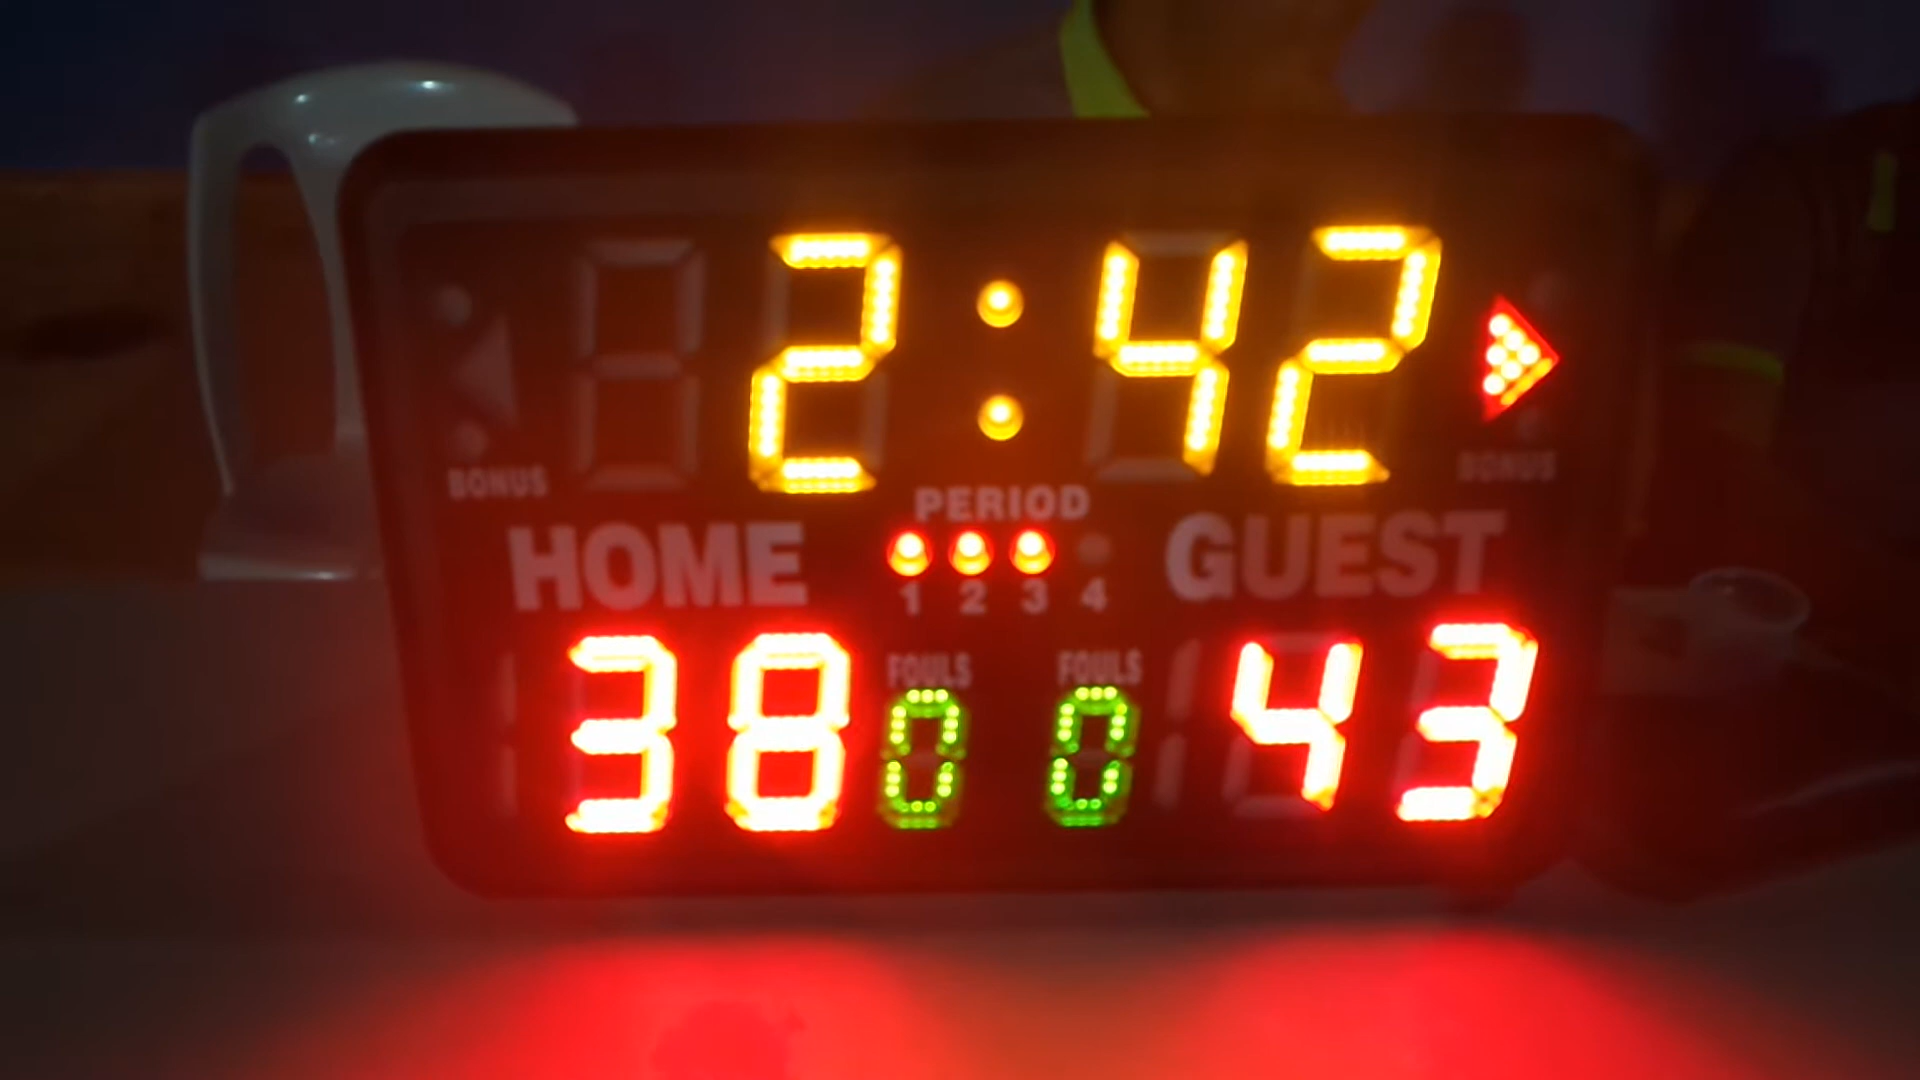 2:42
BONUS BONUS
PERIOD
HOME GUEST
1 2 3 4
FOULS FOULS
38 0 0 43